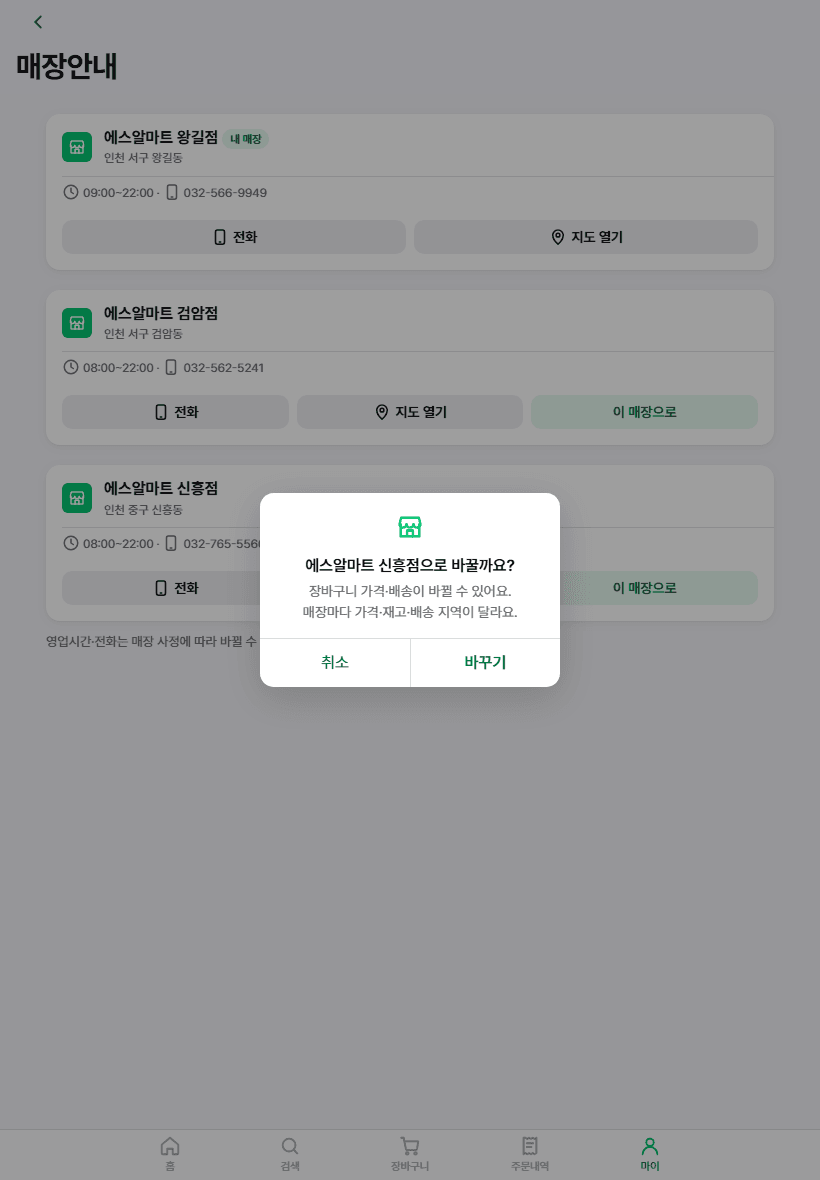 매장안내
에스알마트 왕길점 내 매장
인천 서구 왕길동
09:00~22:00 · 032-566-9949
전화 지도 열기
에스알마트 검암점
인천 서구 검암동
08:00~22:00 · 032-562-5241
전화 지도 열기 이 매장으로
에스알마트 신흥점
인천 중구 신흥동
08:00~22:00 · 032-765-556
전화 이 매장으로
영업시간·전화는 매장 사정에 따라 바뀔 수
에스알마트 신흥점으로 바꿀까요?
장바구니 가격·배송이 바뀔 수 있어요.
매장마다 가격·재고·배송 지역이 달라요.
취소 바꾸기
홈 검색 장바구니 주문내역 마이